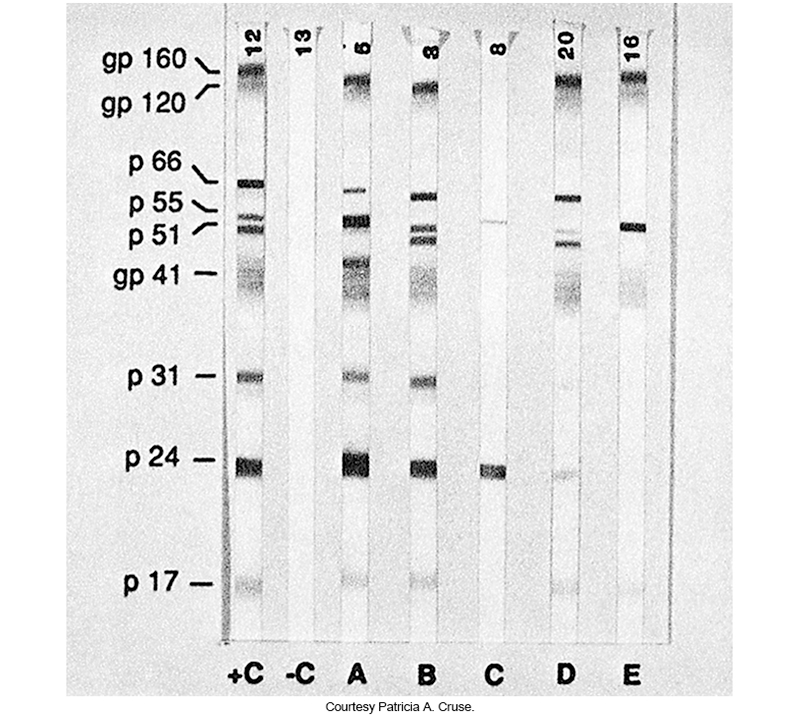 gp 160
gp 120
p 66
p 55
p 51
gp 41
p 31
p 24
p 17
12 13 5 3 8 20 16
+C -C A B C D E
Courtesy Patricia A. Cruse.